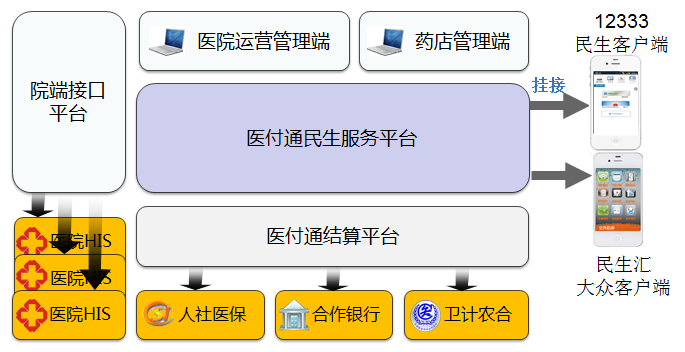 12333
民生客户端
医院运营管理端
药店管理端
院端接口
平台
挂接
医付通民生服务平台
医付通结算平台
医院HIS
医院HIS
医院HIS
人社医保
合作银行
卫计农合
民生汇
大众客户端